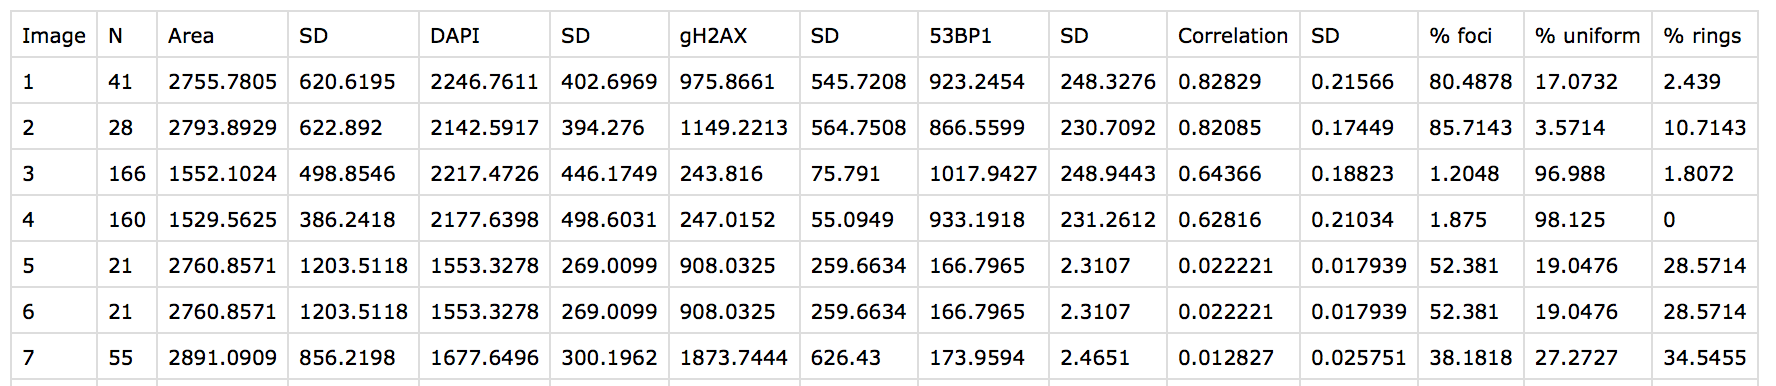 Image N Area SD DAPI SD gH2AX SD 53BP1 SD Correlation SD % foci % uniform % rings
1 41 2755.7805 620.6195 2246.7611 402.6969 975.8661 545.7208 923.2454 248.3276 0.82829 0.21566 80.4878 17.0732 2.439
2 28 2793.8929 622.892 2142.5917 394.276 1149.2213 564.7508 866.5599 230.7092 0.82085 0.17449 85.7143 3.5714 10.7143
3 166 1552.1024 498.8546 2217.4726 446.1749 243.816 75.791 1017.9427 248.9443 0.64366 0.18823 1.2048 96.988 1.8072
4 160 1529.5625 386.2418 2177.6398 498.6031 247.0152 55.0949 933.1918 231.2612 0.62816 0.21034 1.875 98.125 0
5 21 2760.8571 1203.5118 1553.3278 269.0099 908.0325 259.6634 166.7965 2.3107 0.022221 0.017939 52.381 19.0476 28.5714
6 21 2760.8571 1203.5118 1553.3278 269.0099 908.0325 259.6634 166.7965 2.3107 0.022221 0.017939 52.381 19.0476 28.5714
7 55 2891.0909 856.2198 1677.6496 300.1962 1873.7444 626.43 173.9594 2.4651 0.012827 0.025751 38.1818 27.2727 34.5455